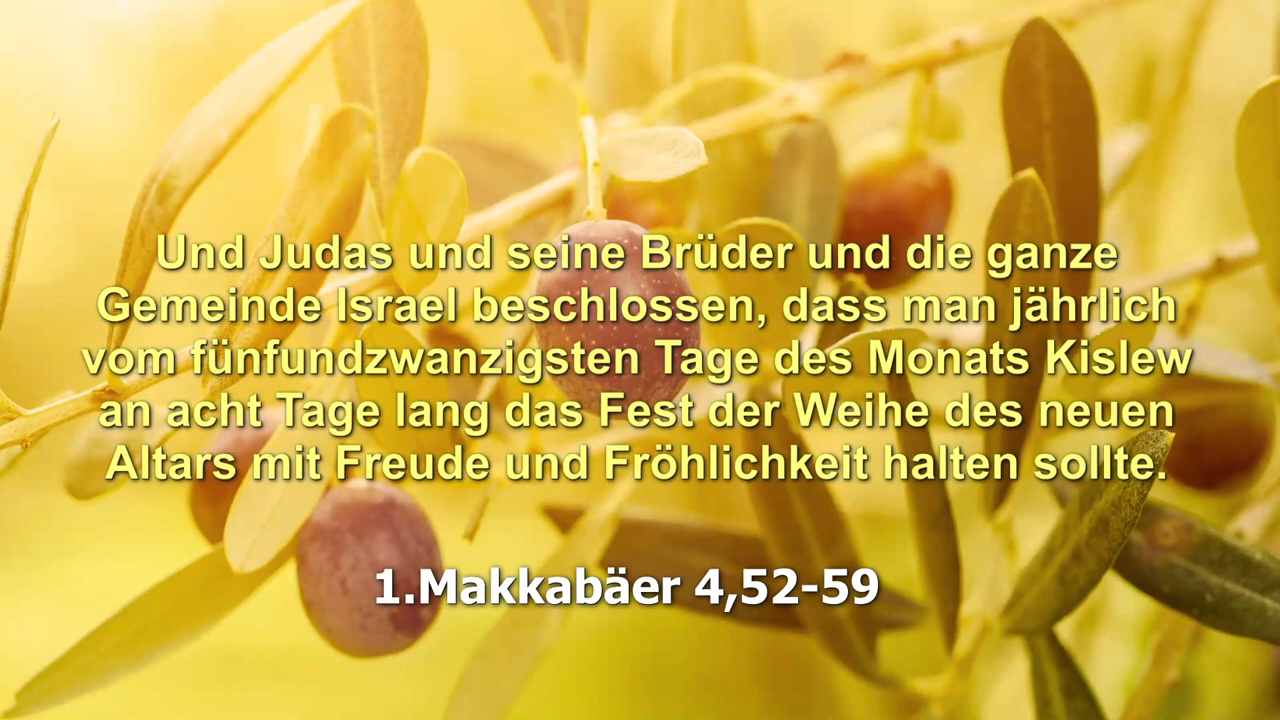 Und Judas und seine Brüder und die ganze
Gemeinde Israel beschlossen, dass man jährlich
vom fünfundzwanzigsten Tage des Monats Kislew
an acht Tage lang das Fest der Weihe des neuen
Altars mit Freude und Fröhlichkeit halten sollte.
1.Makkabäer 4,52-59